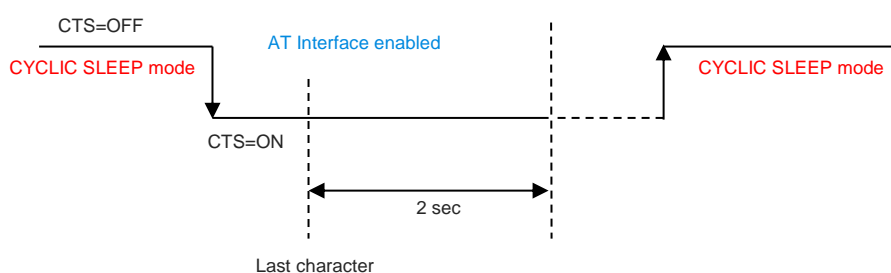 CTS=OFF
AT Interface enabled
CYCLIC SLEEP mode
CYCLIC SLEEP mode
CTS=ON
2 sec
Last character